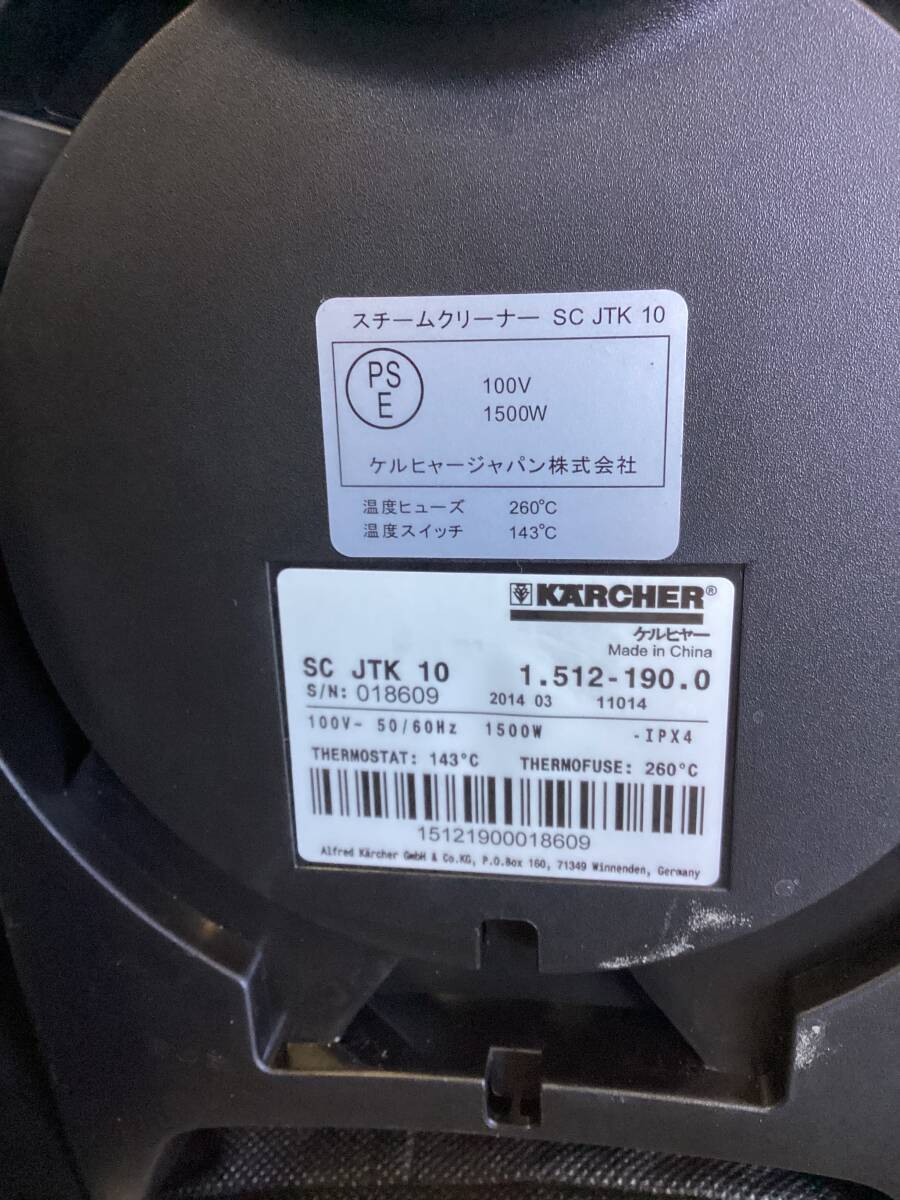 スチームクリーナー SC JTK 10
PS
E
100V
1500W
ケルヒャージャパン株式会社
温度ヒューズ 260℃
温度スイッチ 143℃
KÄRCHER®
ケルヒャー
Made in China
SC JTK 10 1.512-190.0
S/N: 018609 2014 03 11014
100V~ 50/60Hz 1500W -IPX4
THERMOSTAT: 143°C THERMOFUSE: 260°C
15121900018609
Alfred Kärcher GmbH & Co.KG, P.O.Box 160, 71349 Winnenden, Germany